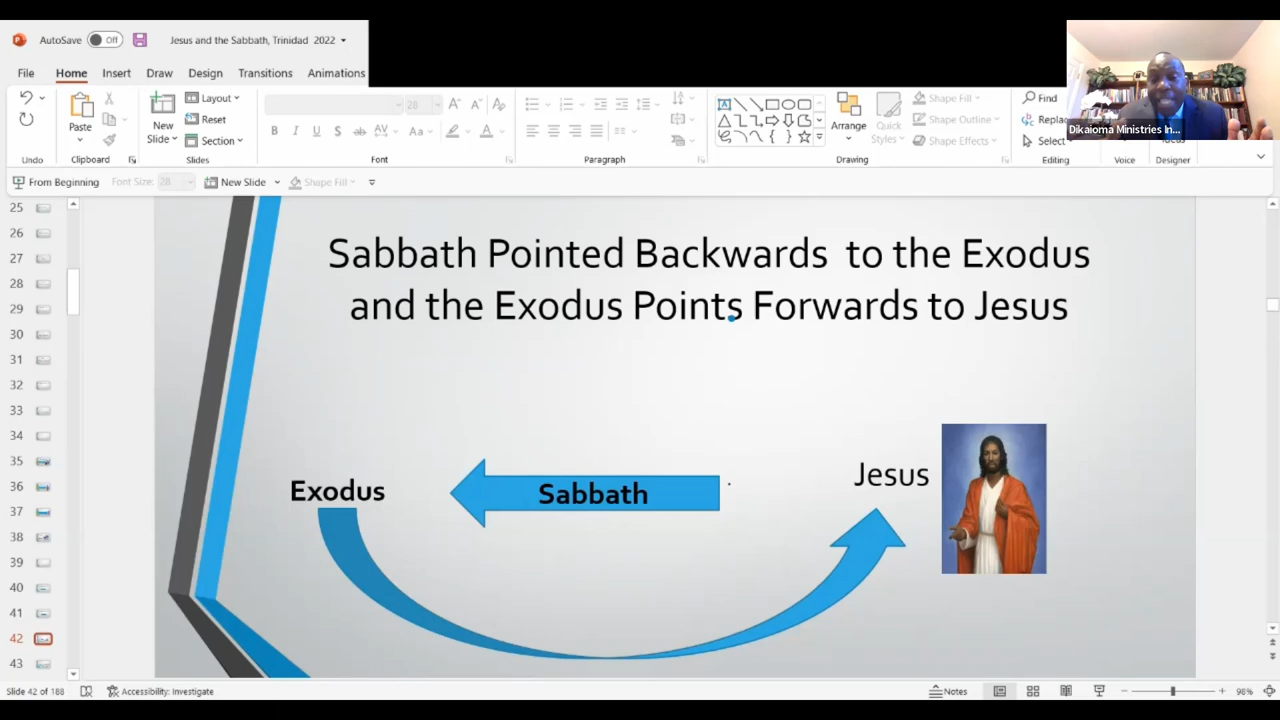 AutoSave Off Jesus and the Sabbath, Trinidad 2022
File Home Insert Draw Design Transitions Animations
Dikaioma Ministries In...
Paste
New
Slide
Layout
Reset
Section
28
Arrange
Quick
Styles
Shape Fill
Shape Outline
Shape Effects
Find
Replac
Select
Undo Clipboard Slides Font Paragraph Drawing Editing Voice Designer
From Beginning Font Size: 28 New Slide Shape Fill
25
26
27
28
29
30
31
32
33
34
35
36
37
38
39
40
41
42
43
Sabbath Pointed Backwards to the Exodus
and the Exodus Points Forwards to Jesus
Exodus
Sabbath
Jesus
Slide 42 of 188 Accessibility: Investigate Notes 98%